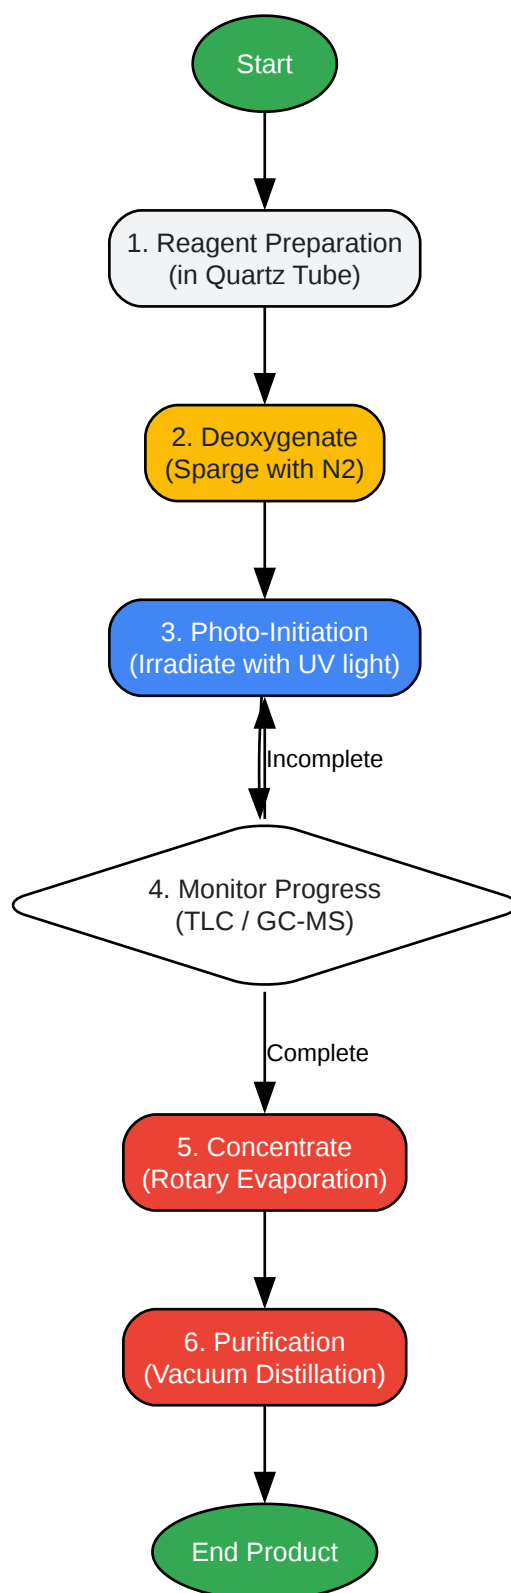 Start
1. Reagent Preparation
(in Quartz Tube)
2. Deoxygenate
(Sparge with N2)
3. Photo-Initiation
(Irradiate with UV light)
Incomplete
4. Monitor Progress
(TLC / GC-MS)
Complete
5. Concentrate
(Rotary Evaporation)
6. Purification
(Vacuum Distillation)
End Product